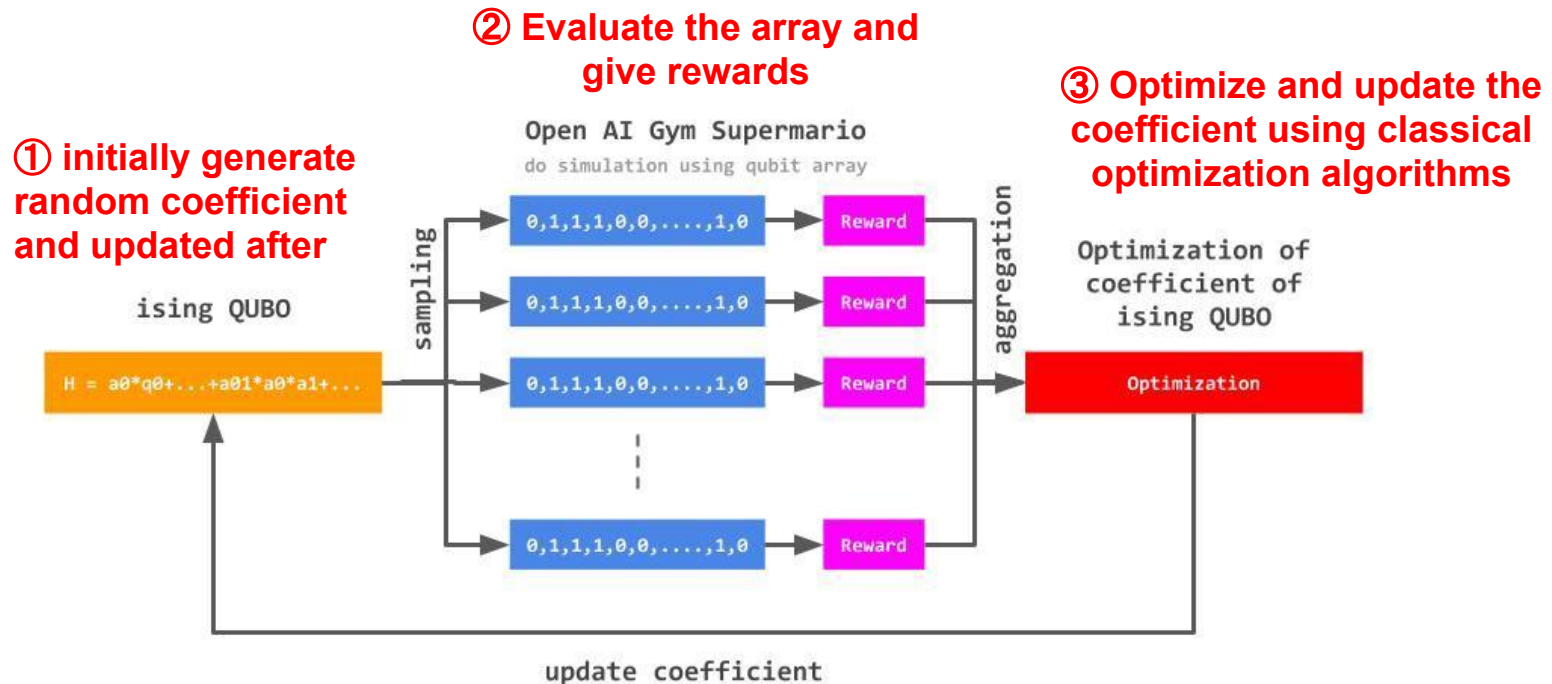 ② Evaluate the array and
give rewards
③ Optimize and update the
coefficient using classical
optimization algorithms
① initially generate
random coefficient
and updated after
Open AI Gym Supermario
do simulation using qubit array
ising QUBO
sampling
aggregation
Optimization of
coefficient of
ising QUBO
0,1,1,1,0,0,....,1,0
Reward
0,1,1,1,0,0,....,1,0
Reward
H = a0*q0+...+a01*a0*a1+...
0,1,1,1,0,0,....,1,0
Reward
Optimization
0,1,1,1,0,0,....,1,0
Reward
update coefficient